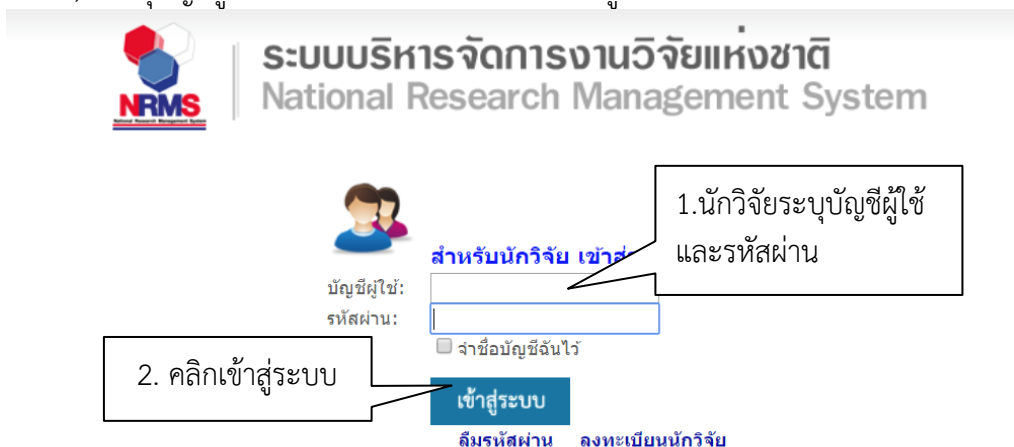 ระบบบริหารจัดการงานวิจัยแห่งชาติ
NRMS
National Research Management System
1.นักวิจัยระบุบัญชีผู้ใช้
และรหัสผ่าน
สำหรับนักวิจัย
บัญชีผู้ใช้:
รหัสผ่าน:
จำชื่อบัญชีฉันไว้
2. คลิกเข้าสู่ระบบ
เข้าสู่ระบบ
ลืมรหัสผ่าน ลงทะเบียนนักวิจัย